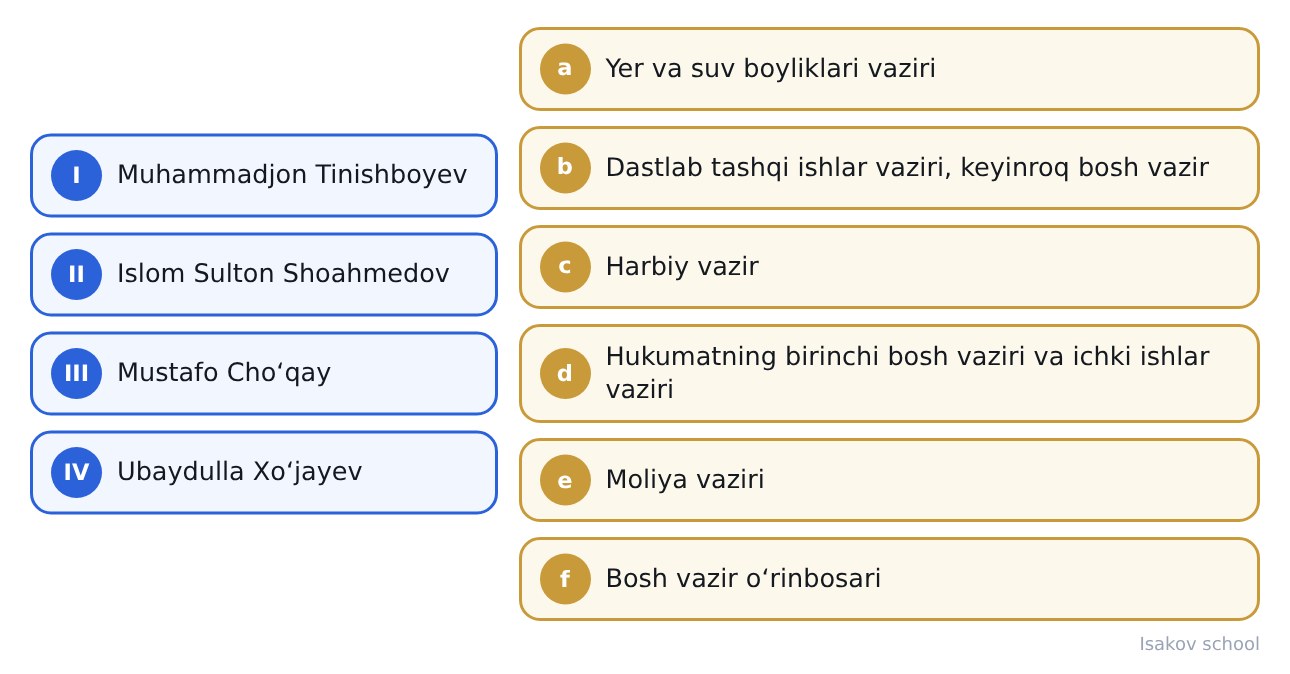 I Muhammadjon Tinishboyev
II Islom Sulton Shoahmedov
III Mustafo Cho‘qay
IV Ubaydulla Xo‘jayev
a Yer va suv boyliklari vaziri
b Dastlab tashqi ishlar vaziri, keyinroq bosh vazir
c Harbiy vazir
d Hukumatning birinchi bosh vaziri va ichki ishlar
vaziri
e Moliya vaziri
f Bosh vazir o‘rinbosari
Isakov school